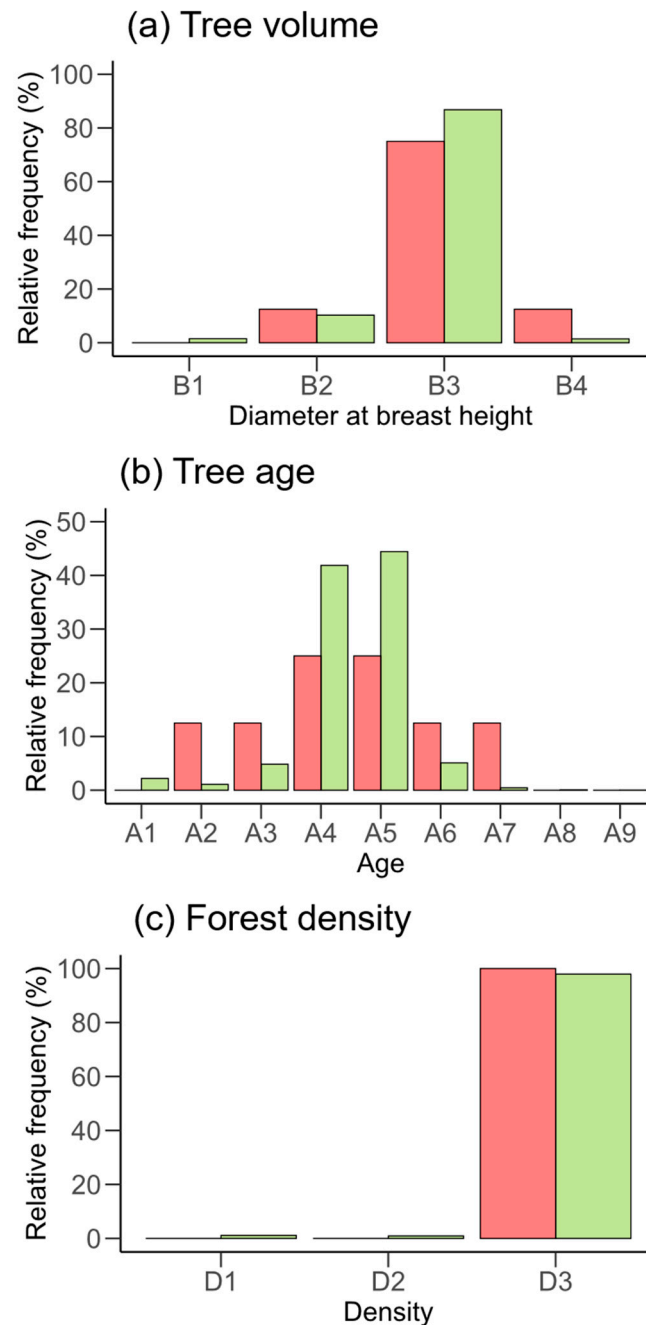 (a) Tree volume
Relative frequency (%)
100
80
60
40
20
0
B1 B2 B3 B4
Diameter at breast height
(b) Tree age
Relative frequency (%)
50
40
30
20
10
0
A1 A2 A3 A4 A5 A6 A7 A8 A9
Age
(c) Forest density
Relative frequency (%)
100
80
60
40
20
0
D1 D2 D3
Density